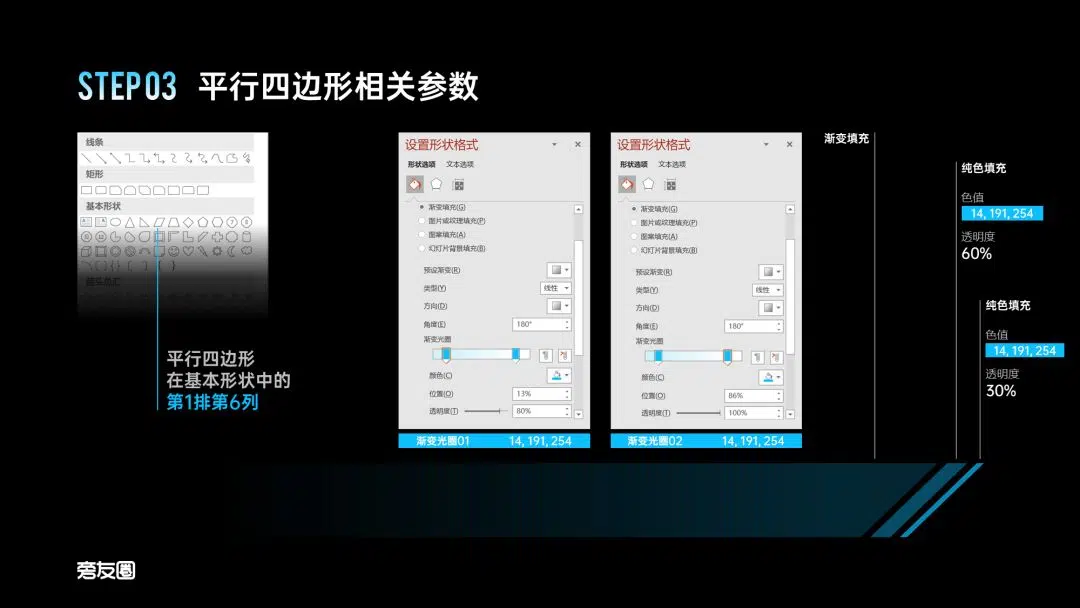 STEP 03 平行四边形相关参数
线条
矩形
基本形状
平行四边形
在基本形状中的
第1排第6列
设置形状格式
形状选项 文本选项
渐变填充(G)
图片或纹理填充(P)
图案填充(A)
幻灯片背景填充(B)
预设渐变(R)
类型(Y) 线性
方向(D)
角度(E) 180°
渐变光圈
颜色(C)
位置(O) 13%
透明度(T) 80%
渐变光圈01 14, 191, 254
设置形状格式
形状选项 文本选项
渐变填充(G)
图片或纹理填充(P)
图案填充(A)
幻灯片背景填充(B)
预设渐变(R)
类型(Y) 线性
方向(D)
角度(E) 180°
渐变光圈
颜色(C)
位置(O) 86%
透明度(T) 100%
渐变光圈02 14, 191, 254
渐变填充
纯色填充
色值
14, 191, 254
透明度
60%
纯色填充
色值
14, 191, 254
透明度
30%
旁友圈